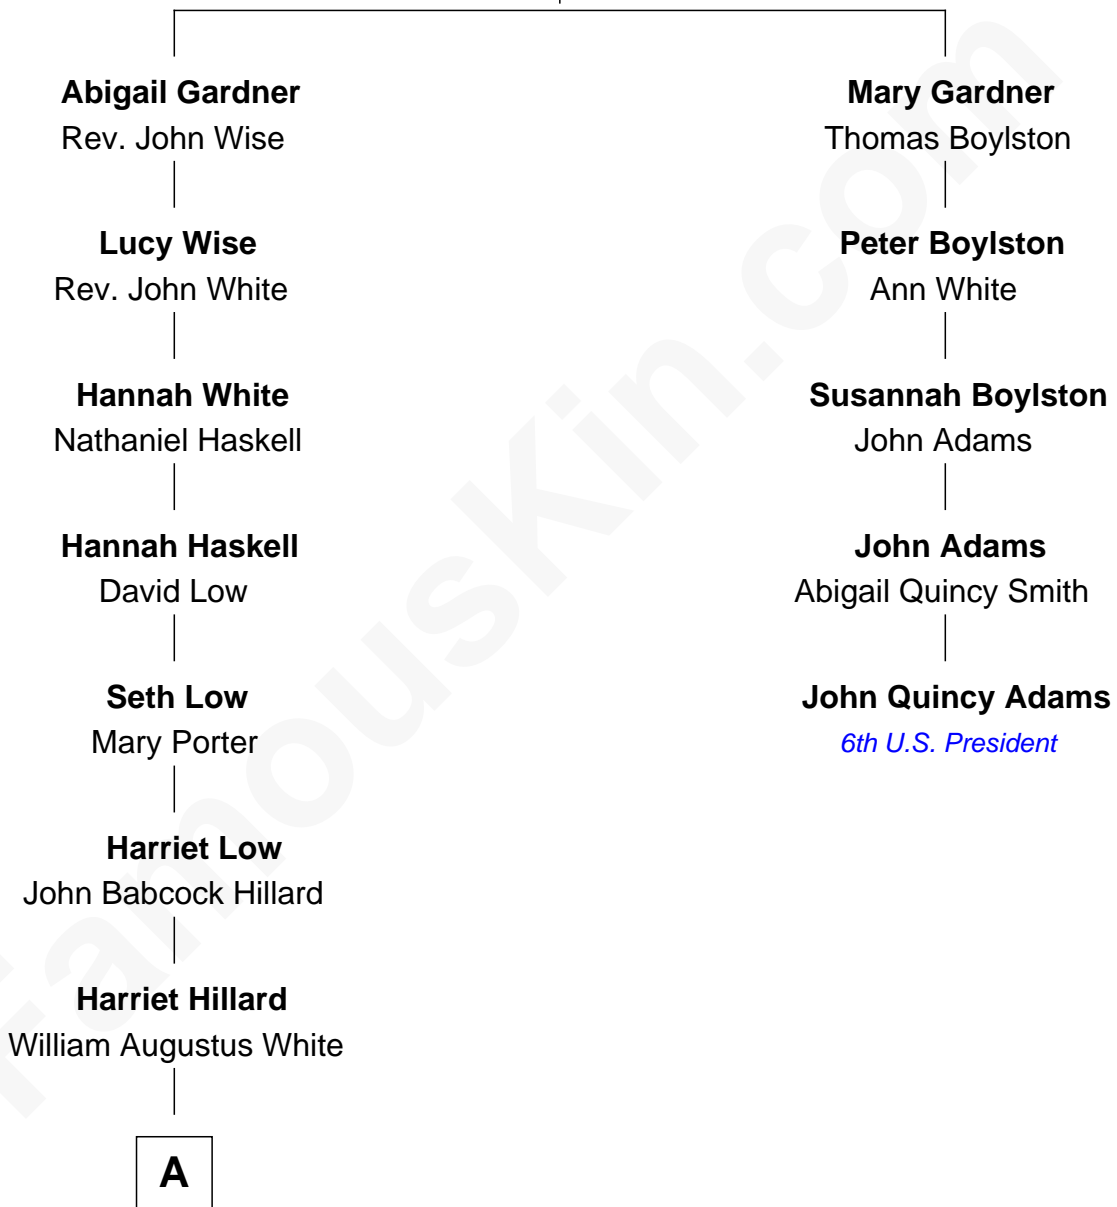 Abigail Gardner
Rev. John Wise
Lucy Wise
Rev. John White
Hannah White
Nathaniel Haskell
Hannah Haskell
David Low
Seth Low
Mary Porter
Harriet Low
John Babcock Hillard
Harriet Hillard
William Augustus White
A
Mary Gardner
Thomas Boylston
Peter Boylston
Ann White
Susannah Boylston
John Adams
John Adams
Abigail Quincy Smith
John Quincy Adams
6th U.S. President
FamousKin.com